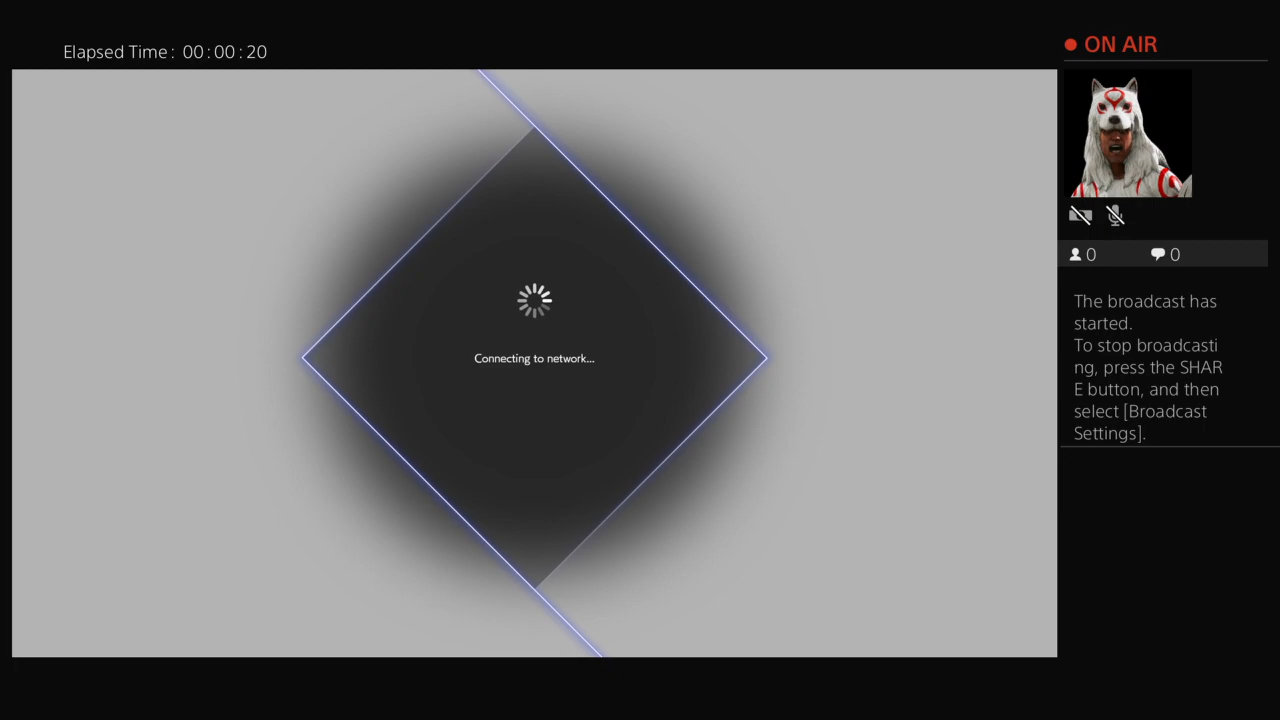 Elapsed Time: 00:00:20
ON AIR
Connecting to network...
0 0
The broadcast has
started.
To stop broadcasti
ng, press the SHAR
E button, and then
select [Broadcast
Settings].